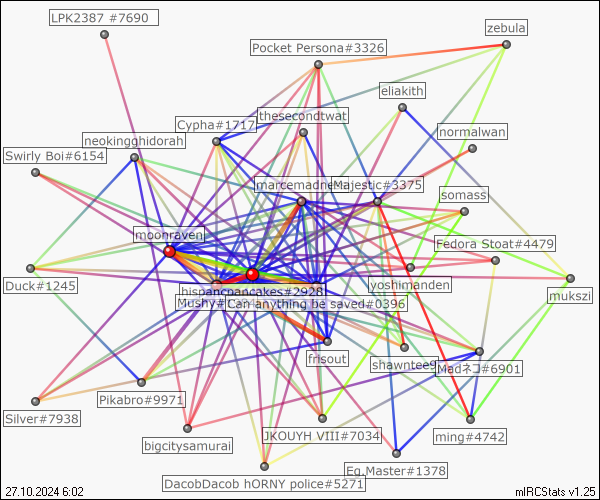 LPK2387 #7690
zebula
Pocket Persona#3326
eliakith
thesecondtwat
Cypha#1717
normalwan
neokingghidorah
Swirly Boi#6154
marcemadne
Majestic#3375
somass
moonraven
Fedora Stoat#4479
Duck#1245
yoshimanden
hispancpancakes#2928
mukszi
Mushy#
Can anything be saved#0396
frisout
shawntee9
Madネコ#6901
Pikabro#9971
Silver#7938
JKOUYH VIII#7034
ming#4742
bigcitysamurai
Eg.Master#1378
DacobDacob hORNY police#5271
27.10.2024 6:02
mIRCStats v1.25